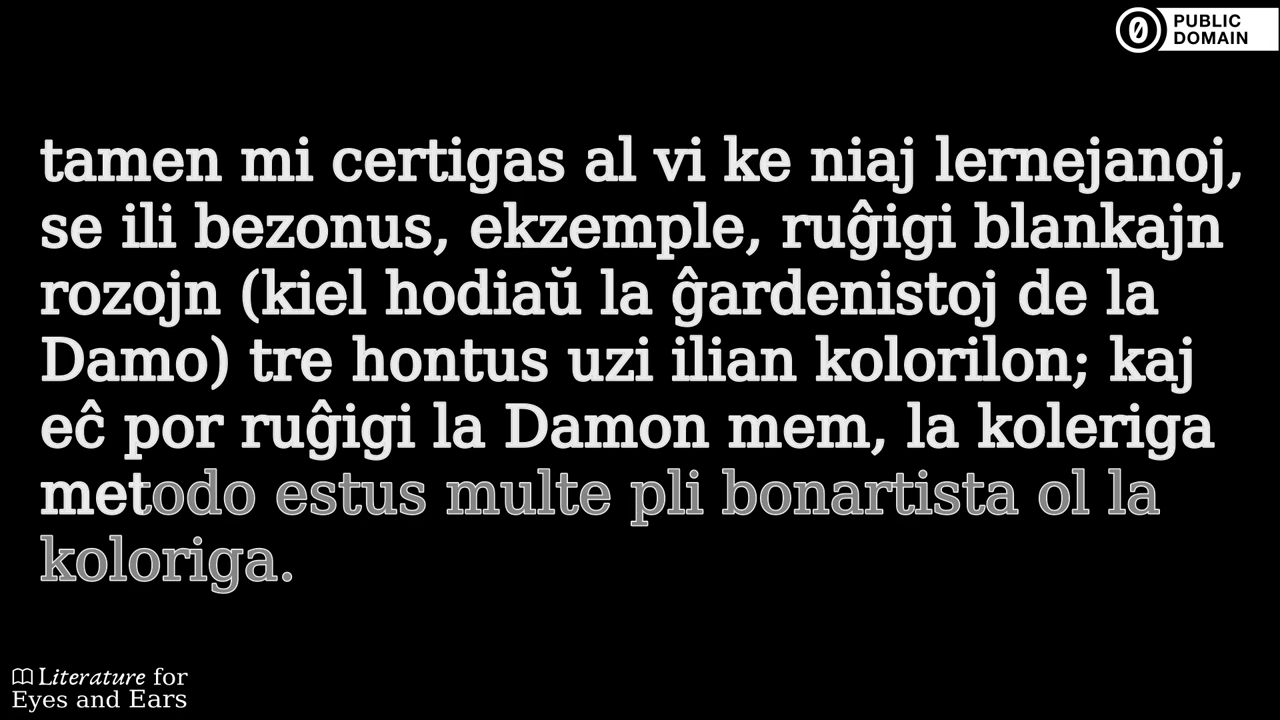 PUBLIC
DOMAIN
tamen mi certigas al vi ke niaj lernejanoj,
se ili bezonus, ekzemple, ruĝigi blankajn
rozojn (kiel hodiaŭ la ĝardenistoj de la
Damo) tre hontus uzi ilian kolorilon; kaj
eĉ por ruĝigi la Damon mem, la koleriga
metodo estus multe pli bonartista ol la
koloriga.
Literature for
Eyes and Ears